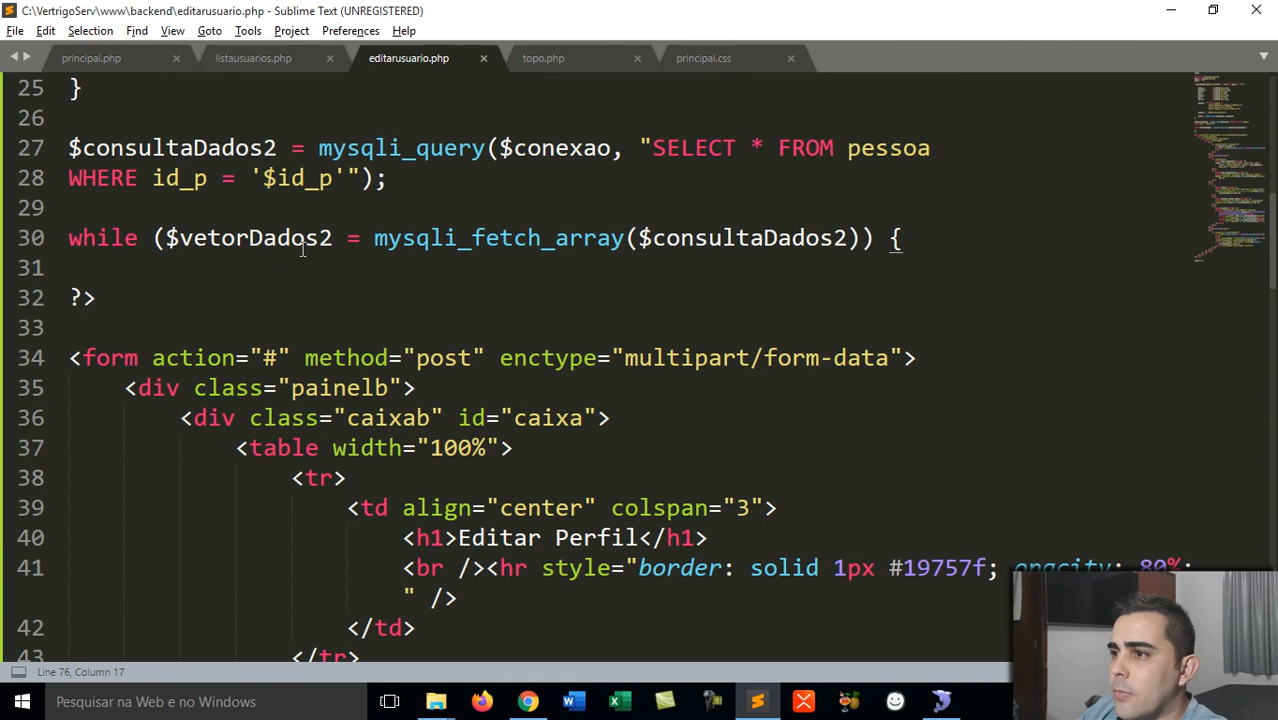 C:\VertrigoServ\www\backend\editarusuario.php - Sublime Text (UNREGISTERED)
File Edit Selection Find View Goto Tools Project Preferences Help
principal.php listausuarios.php editarusuario.php topo.php principal.css
25 }
26
27 $consultaDados2 = mysqli_query($conexao, "SELECT * FROM pessoa
28 WHERE id_p = '$id_p'");
29
30 while ($vetorDados2 = mysqli_fetch_array($consultaDados2)) {
31
32 ?>
33
34 <form action="#" method="post" enctype="multipart/form-data">
35 <div class="painelb">
36 <div class="caixab" id="caixa">
37 <table width="100%">
38 <tr>
39 <td align="center" colspan="3">
40 <h1>Editar Perfil</h1>
41 <br /><hr style="border: solid 1px #19757f; opacity: 80%;
" />
42 </td>
43 </tr>
Line 76, Column 17
Pesquisar na Web e no Windows